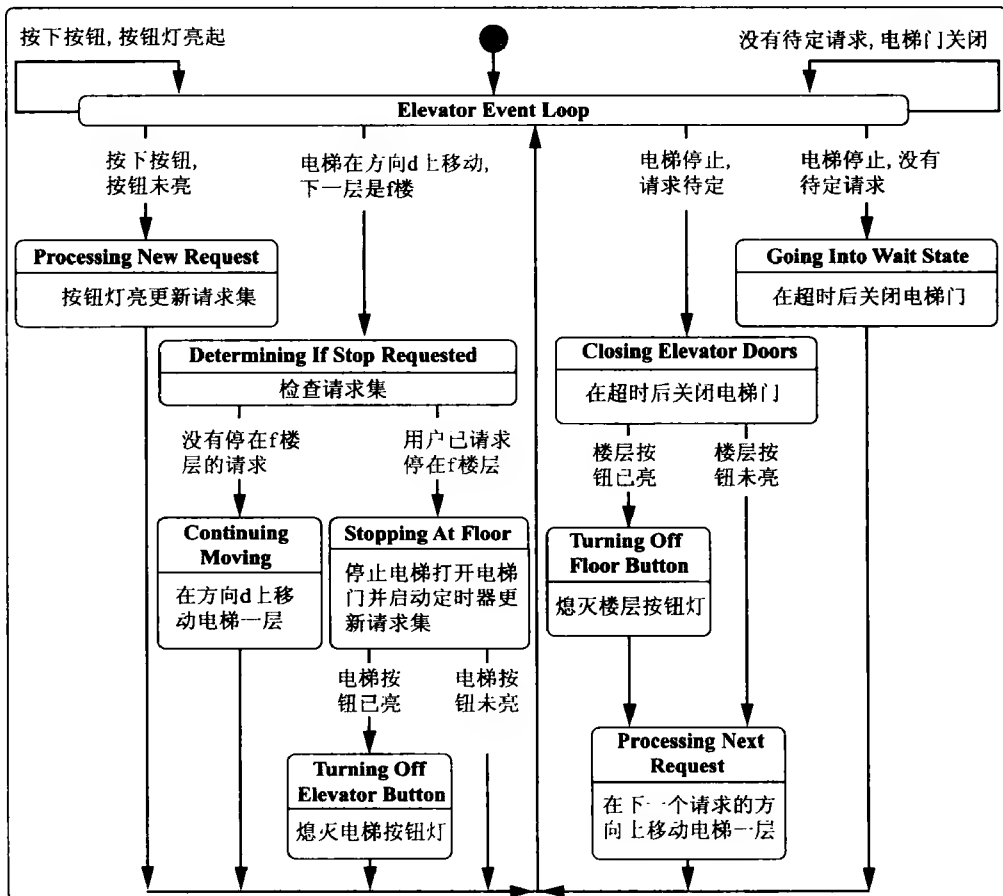 按下按钮, 按钮灯亮起
没有待定请求, 电梯门关闭
Elevator Event Loop
按下按钮,
按钮未亮
电梯在方向d上移动,
下一层是f楼
电梯停止,
请求待定
电梯停止, 没有
待定请求
Processing New Request
按钮灯亮更新请求集
Going Into Wait State
在超时后关闭电梯门
Determining If Stop Requested
检查请求集
Closing Elevator Doors
在超时后关闭电梯门
没有停在f楼
层的请求
用户已请求
停在f楼层
楼层按
钮已亮
楼层按
钮未亮
Continuing
Moving
在方向d上移
动电梯一层
Stopping At Floor
停止电梯打开电梯
门并启动定时器更
新请求集
Turning Off
Floor Button
熄灭楼层按钮灯
电梯按
钮已亮
电梯按
钮未亮
Turning Off
Elevator Button
熄灭电梯按钮灯
Processing Next
Request
在下一个请求的方
向上移动电梯一层